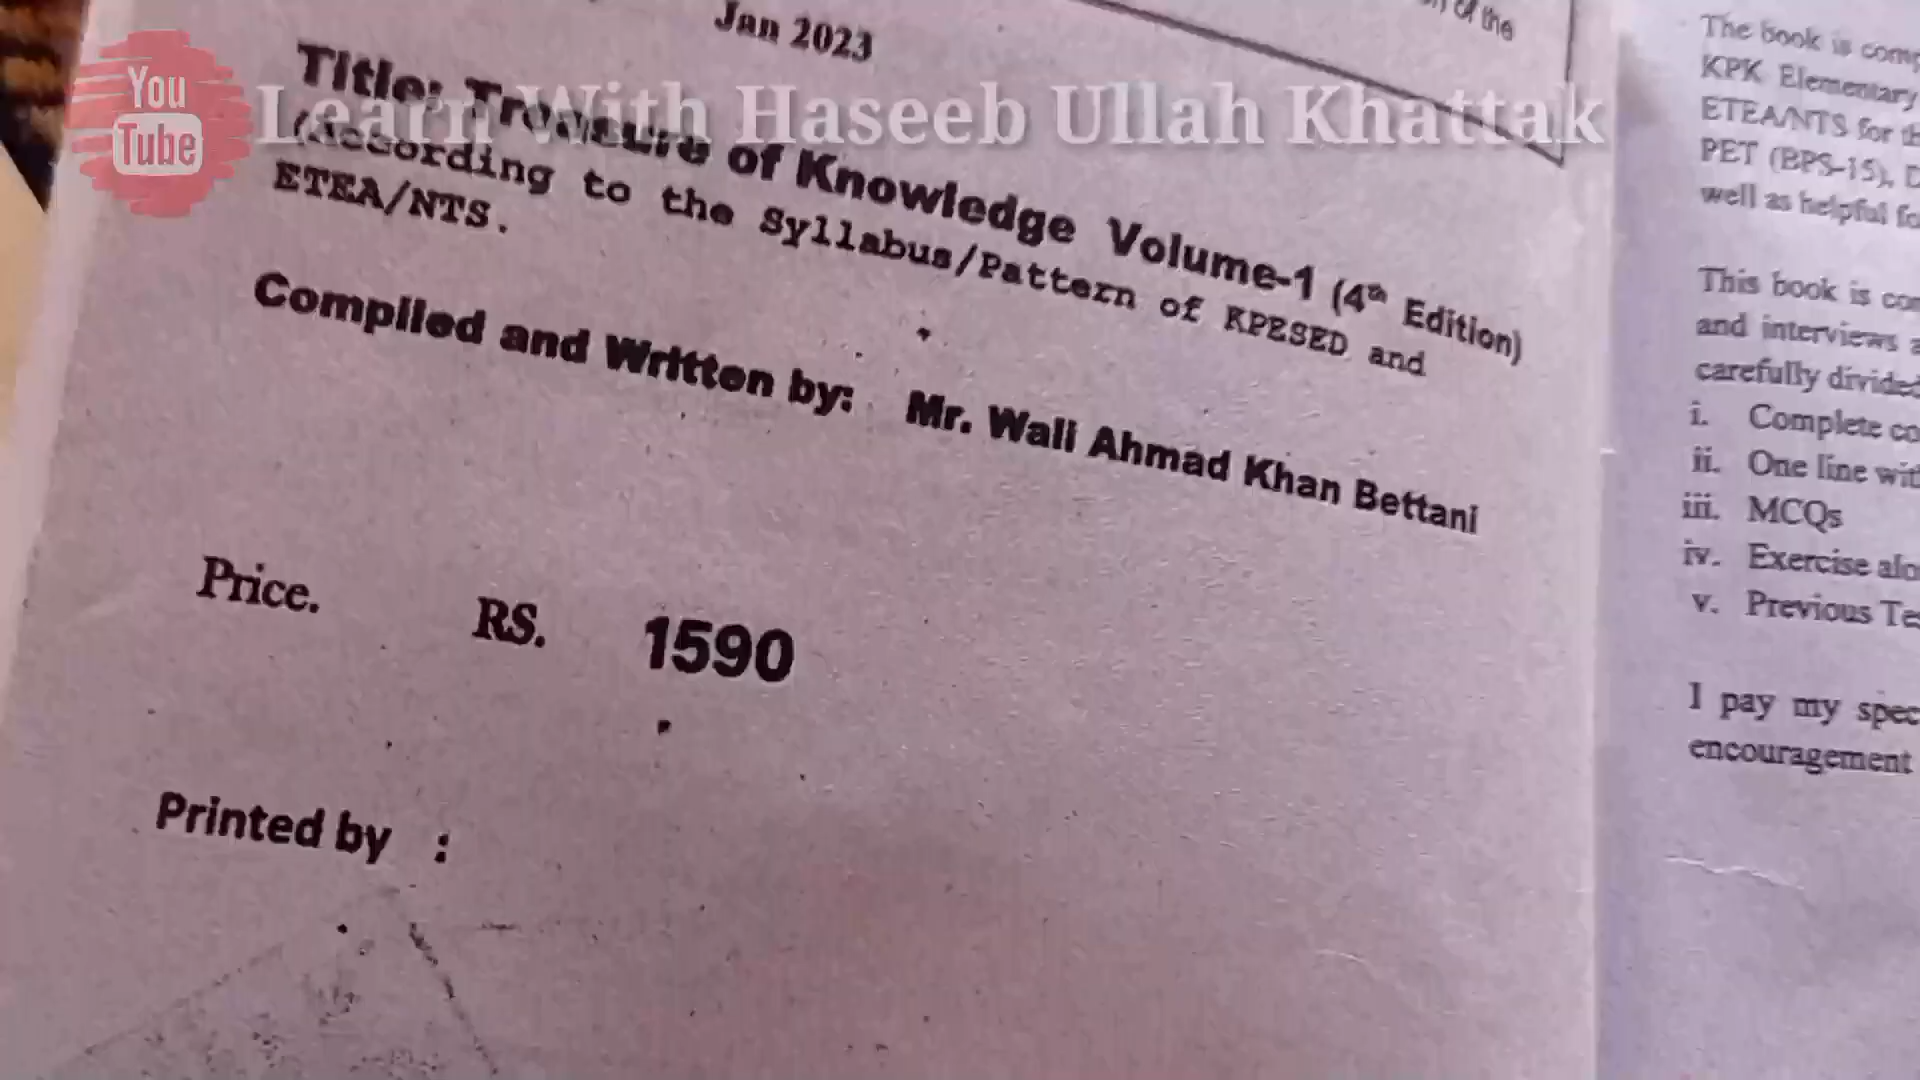 Jan 2023
of the
You
Tube
Learn With Haseeb Ullah Khattak
Title: Treasure of Knowledge Volume-1 (4th Edition)
(According to the Syllabus/Pattern of KPESED and
ETEA/NTS.
Compiled and Written by: Mr. Wali Ahmad Khan Bettani
Price. RS. 1590
Printed by :
The book is
KPK Elementary
ETEA/NTS for
PET (BPS-15),
well as helpful
This book is
and interviews
carefully divided
i. Complete
ii. One line
iii. MCQs
iv. Exercise
v. Previous
I pay my
encouragement